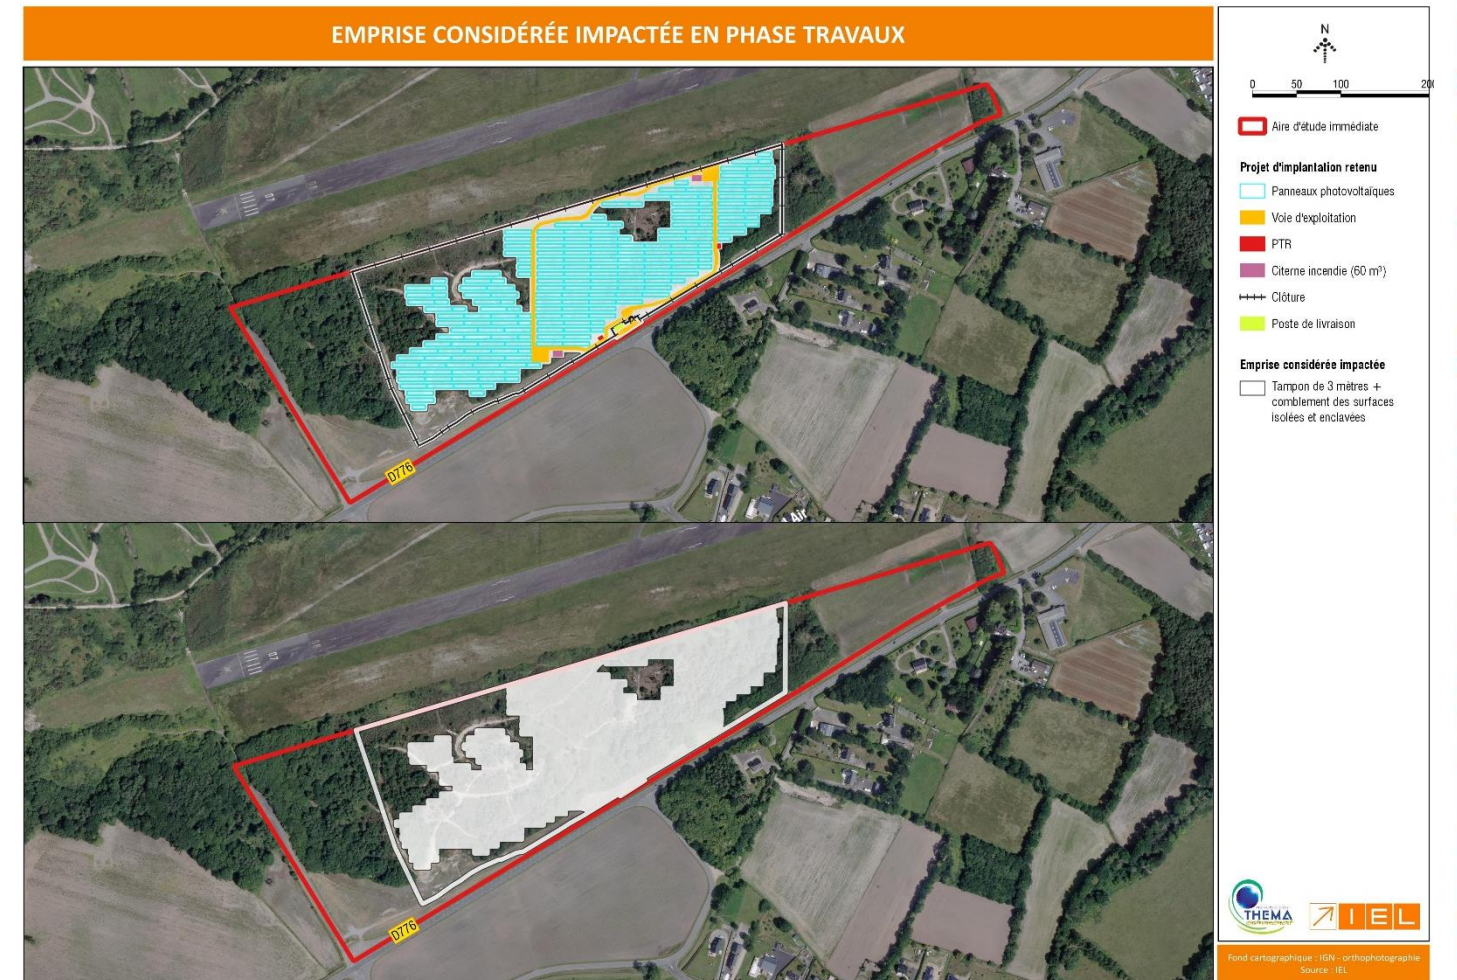 EMPRISE CONSIDÉRÉE IMPACTÉE EN PHASE TRAVAUX
N
0 50 100
Aire d'étude immédiate
Projet d'implantation retenu
Panneaux photovoltaïques
Voie d'exploitation
PTR
Citerne incendie (60 m³)
Clôture
Poste de livraison
Emprise considérée impactée
Tampon de 3 mètres +
comblement des surfaces
isolées et enclavées
D776
Air
D776
THEMA
IEL
Fond cartographique : IGN - orthophotographie
Source : IEL